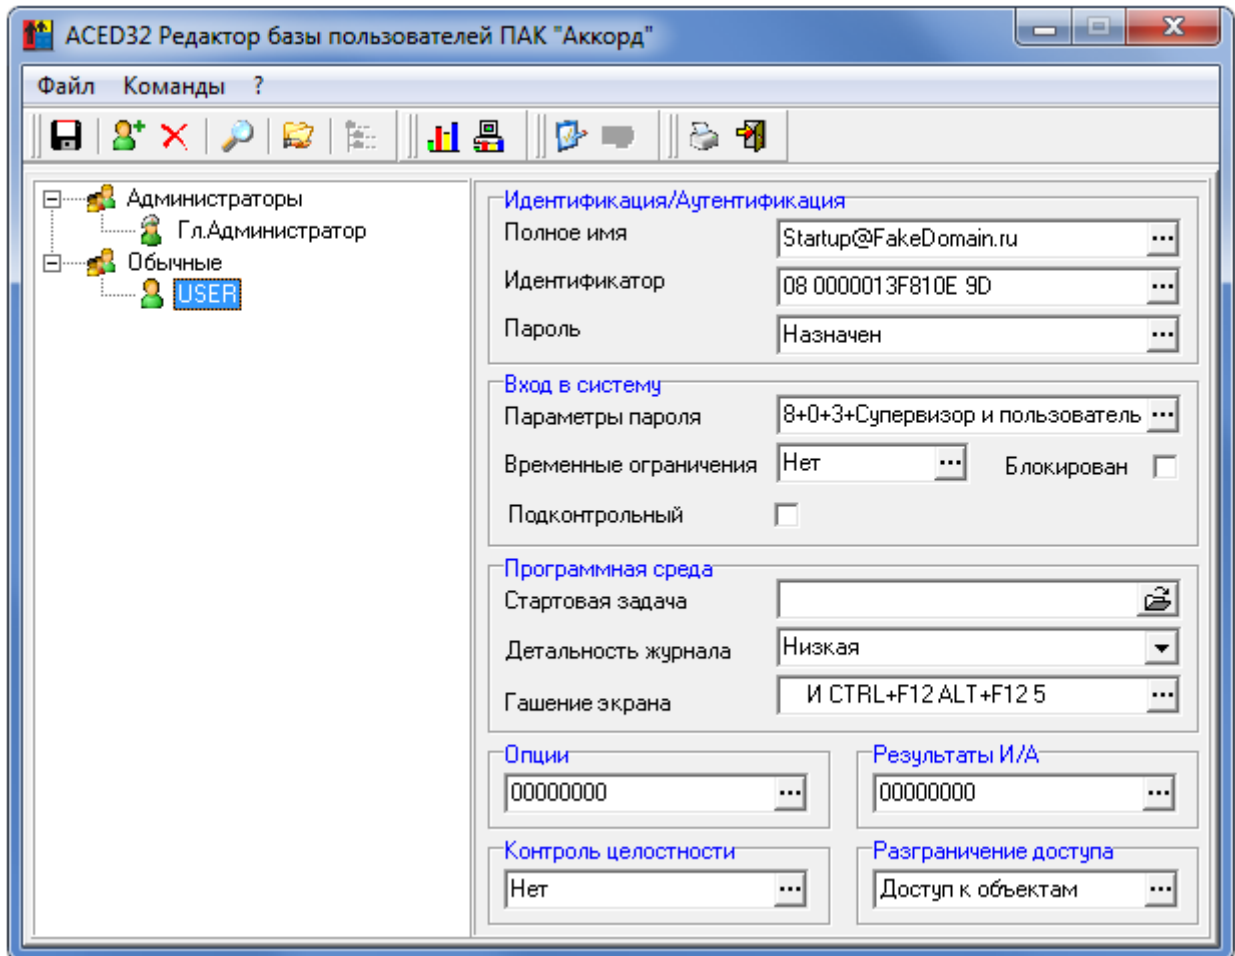 ACED32 Редактор базы пользователей ПАК "Аккорд"
Файл Команды ?
Администраторы
Гл.Администратор
Обычные
USER
Идентификация/Аутентификация
Полное имя Startup@FakeDomain.ru ...
Идентификатор 08 0000013F810E 9D ...
Пароль Назначен ...
Вход в систему
Параметры пароля 8+0+3+Супервизор и пользователь ...
Временные ограничения Нет ... Блокирован
Подконтрольный
Программная среда
Стартовая задача
Детальность журнала Низкая
Гашение экрана И CTRL+F12 ALT+F12 5 ...
Опции Результаты И/А
00000000 ... 00000000 ...
Контроль целостности Разграничение доступа
Нет ... Доступ к объектам ...